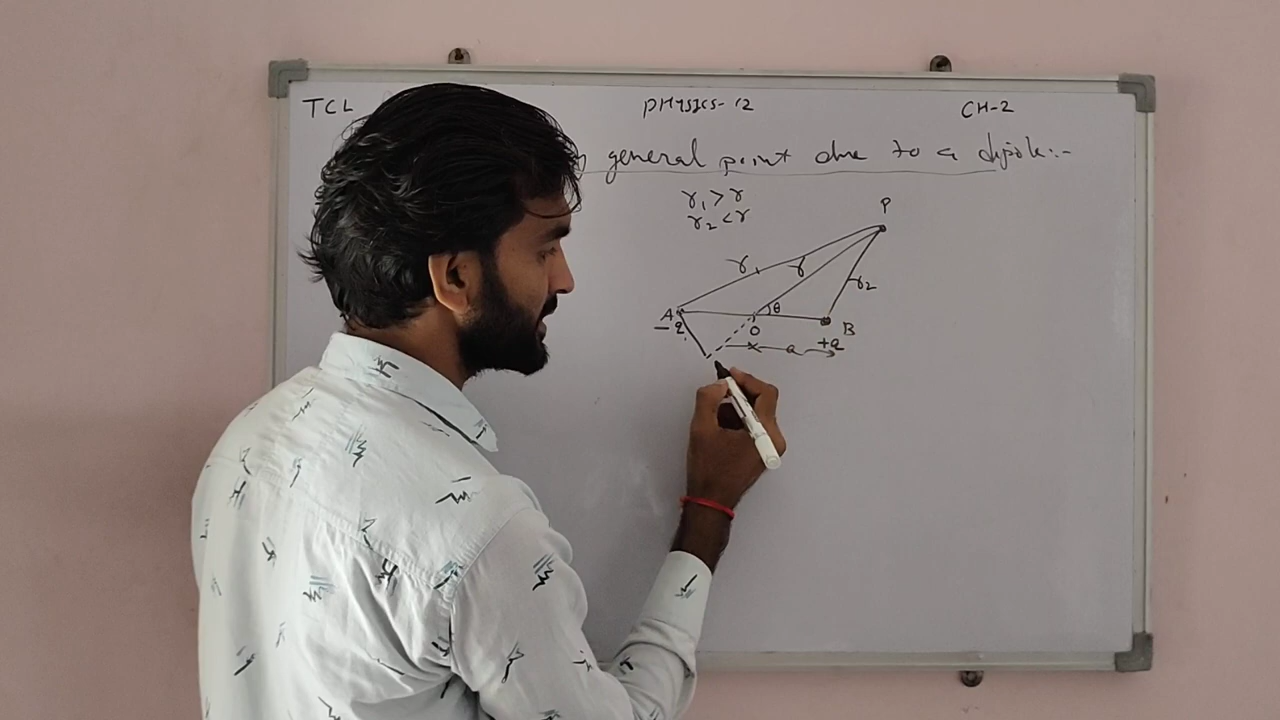 TCL PHYSICS-12 CH-2
general point due to a dipole:-
r₁ > r
r₂ < r
P
r₁ r
r₂
A θ B
-q O +q
a